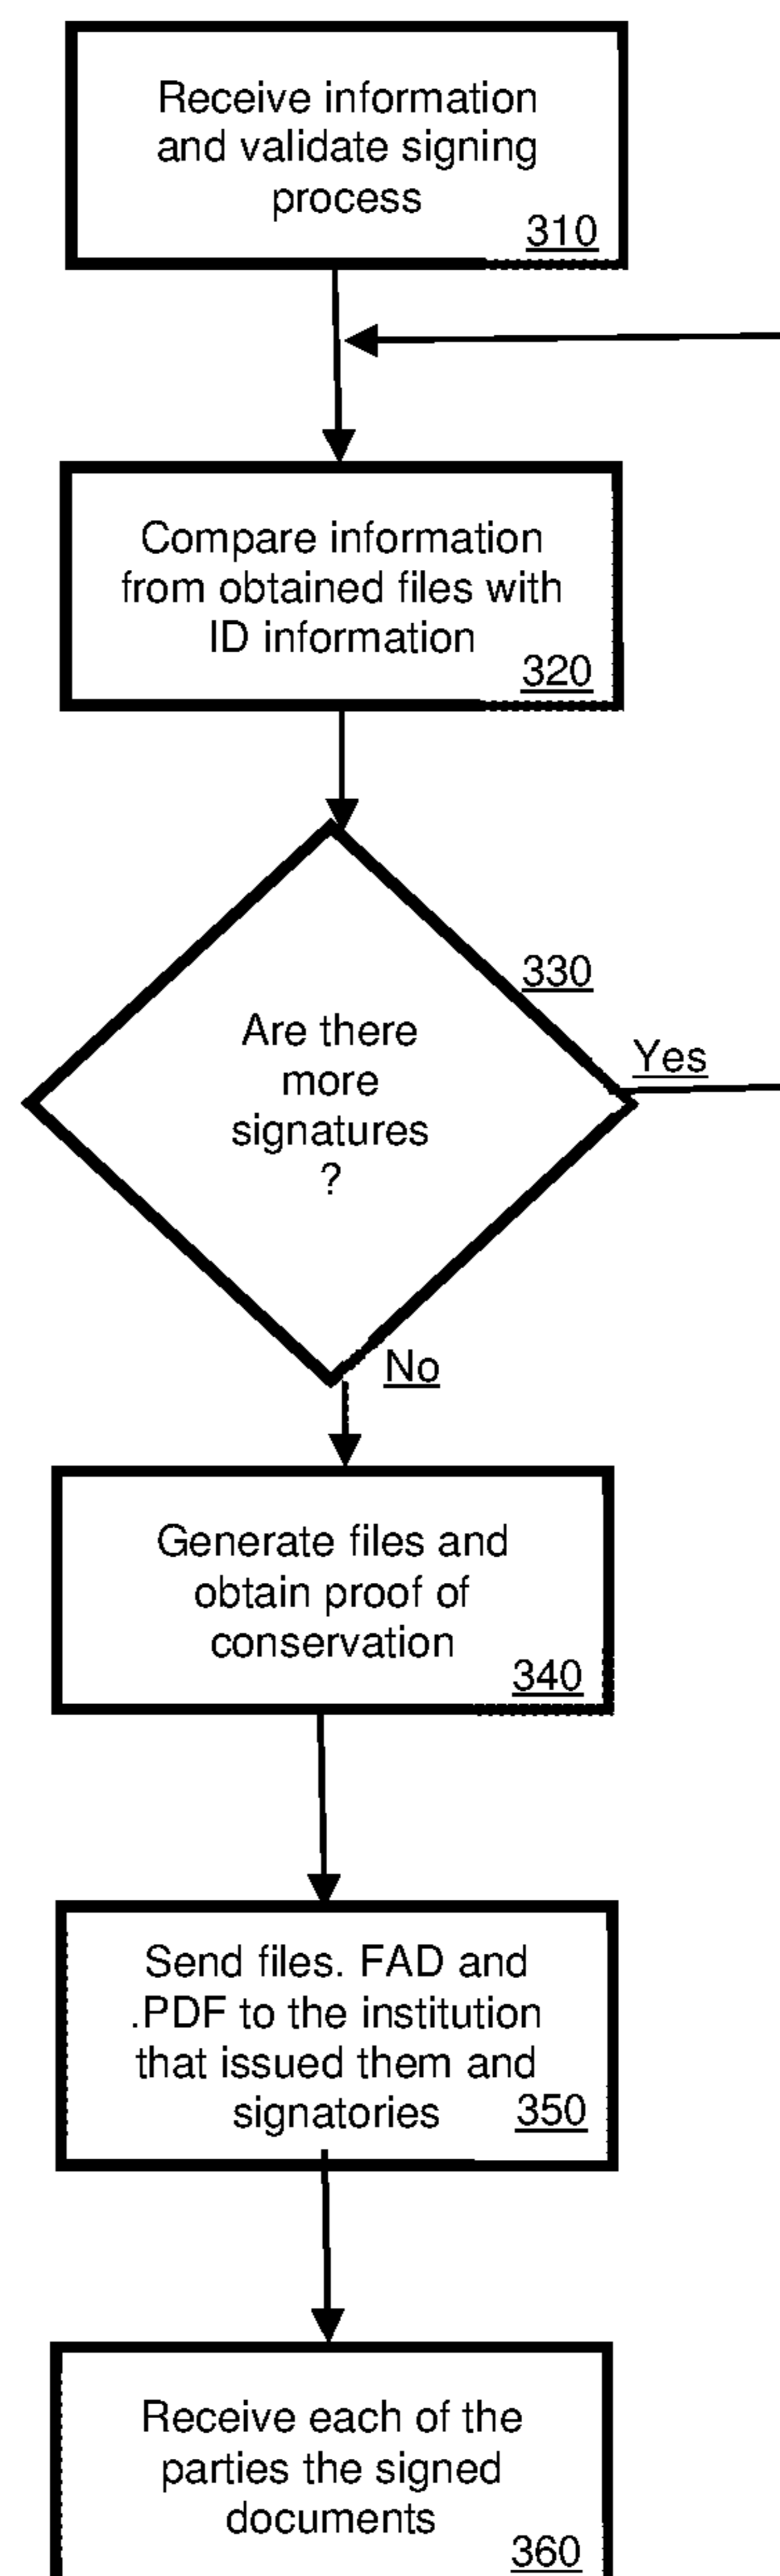 Receive information
and validate signing
process
310
Compare information
from obtained files with
ID information
320
330
Are there
more
signatures
?
Yes
No
Generate files and
obtain proof of
conservation
340
Send files. FAD and
.PDF to the institution
that issued them and
signatories 350
Receive each of the
parties the signed
documents
360